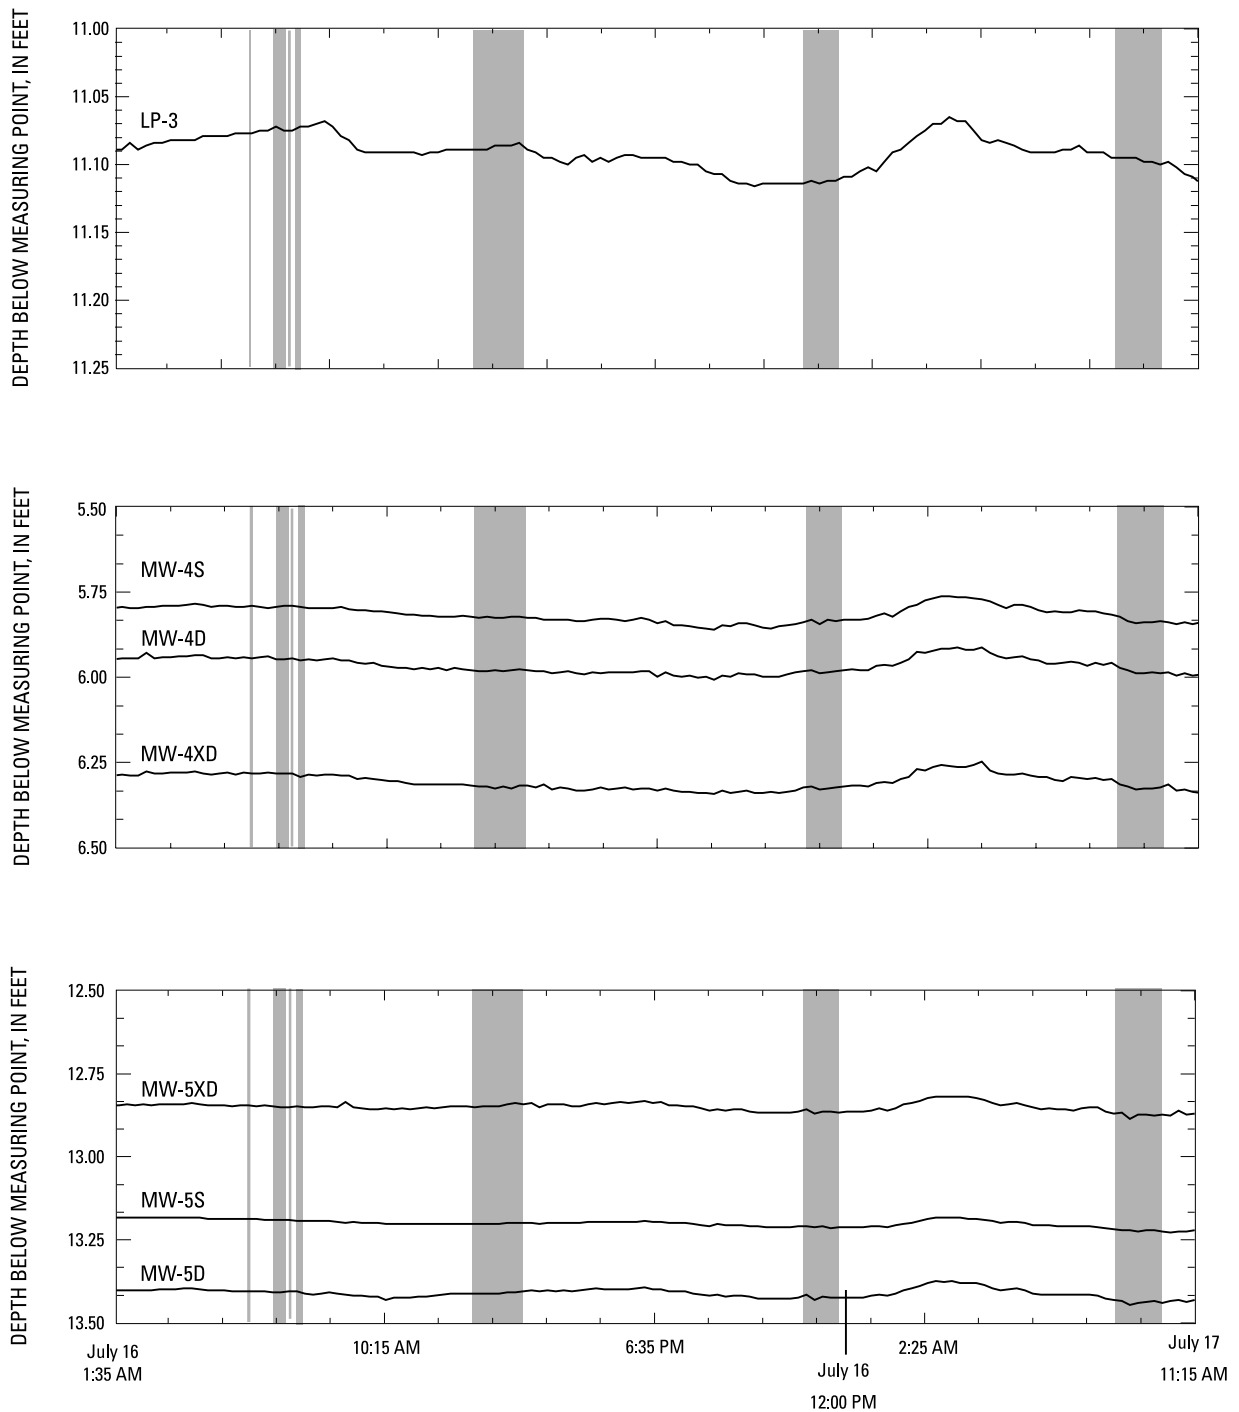 DEPTH BELOW MEASURING POINT, IN FEET
11.00
11.05
LP-3
11.10
11.15
11.20
11.25
DEPTH BELOW MEASURING POINT, IN FEET
5.50
MW-4S
5.75
MW-4D
6.00
MW-4XD
6.25
6.50
DEPTH BELOW MEASURING POINT, IN FEET
12.50
12.75
MW-5XD
13.00
MW-5S
13.25
MW-5D
13.50
July 16
1:35 AM
10:15 AM
6:35 PM
July 16
12:00 PM
2:25 AM
July 17
11:15 AM